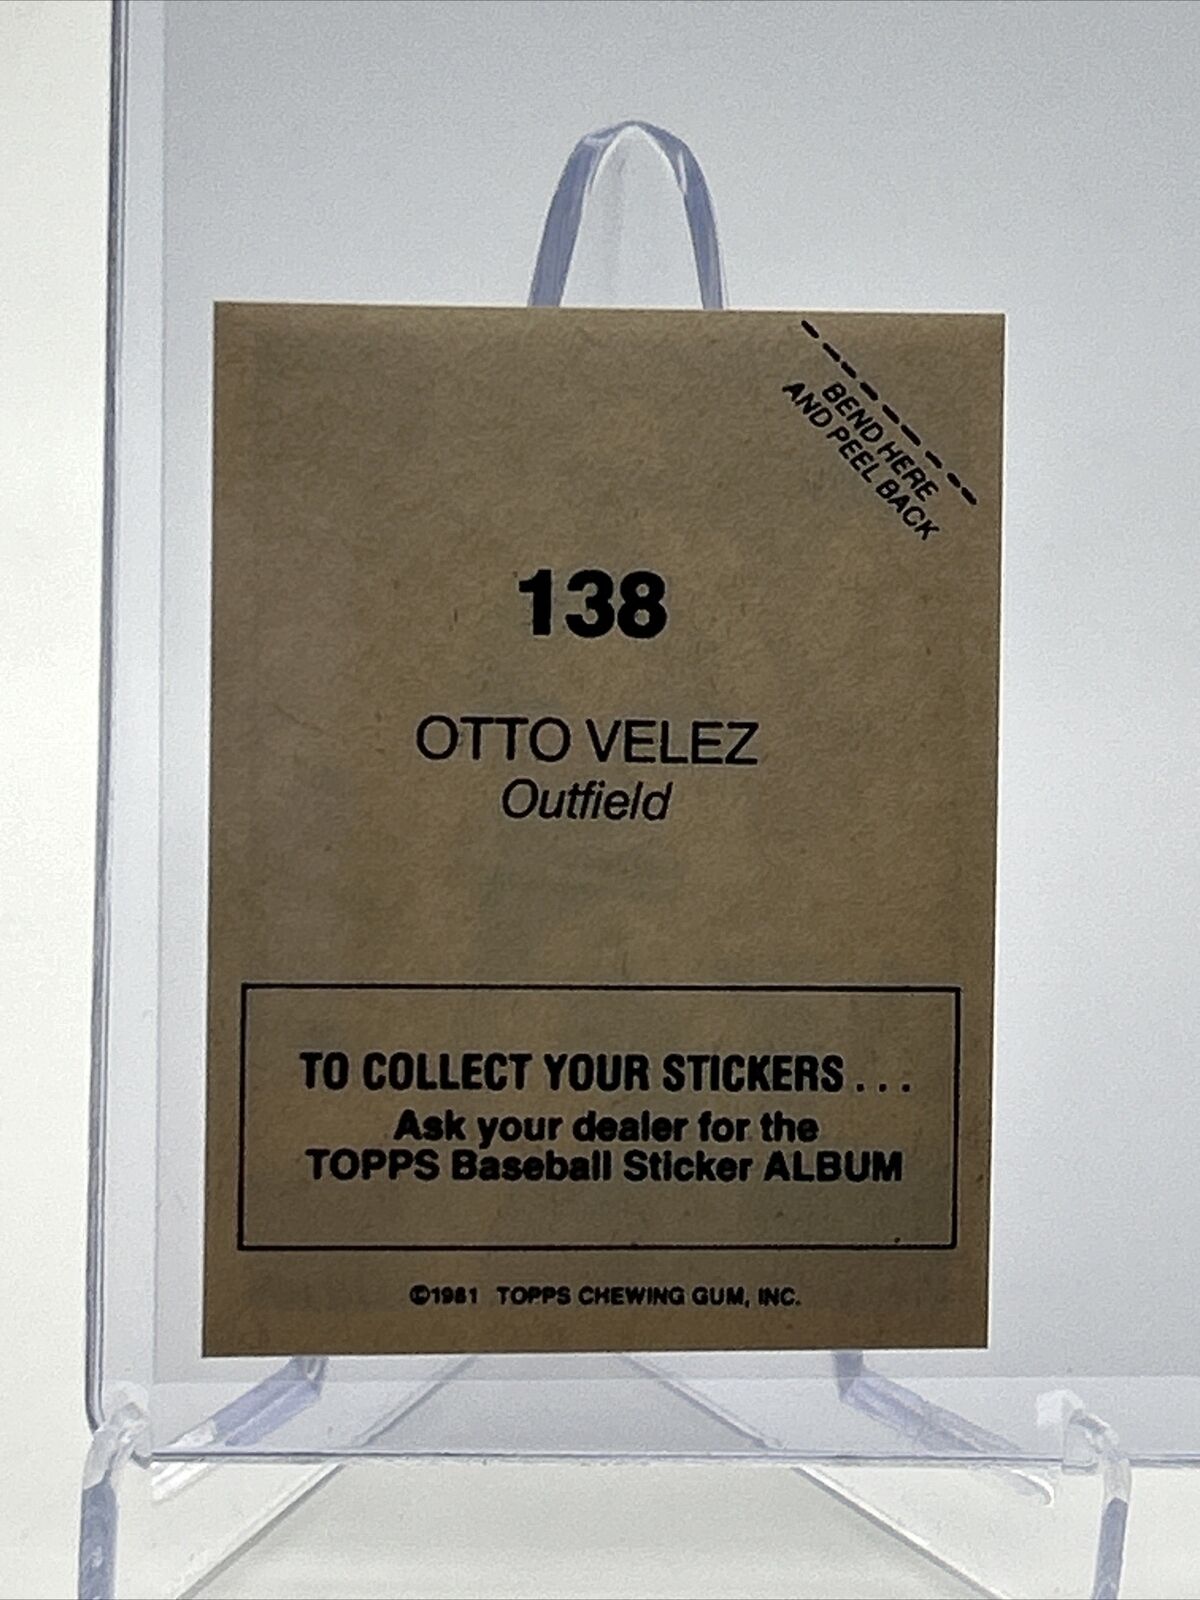 BEND HERE
AND PEEL BACK
138
OTTO VELEZ
Outfield
TO COLLECT YOUR STICKERS . . .
Ask your dealer for the
TOPPS Baseball Sticker ALBUM
©1981 TOPPS CHEWING GUM, INC.